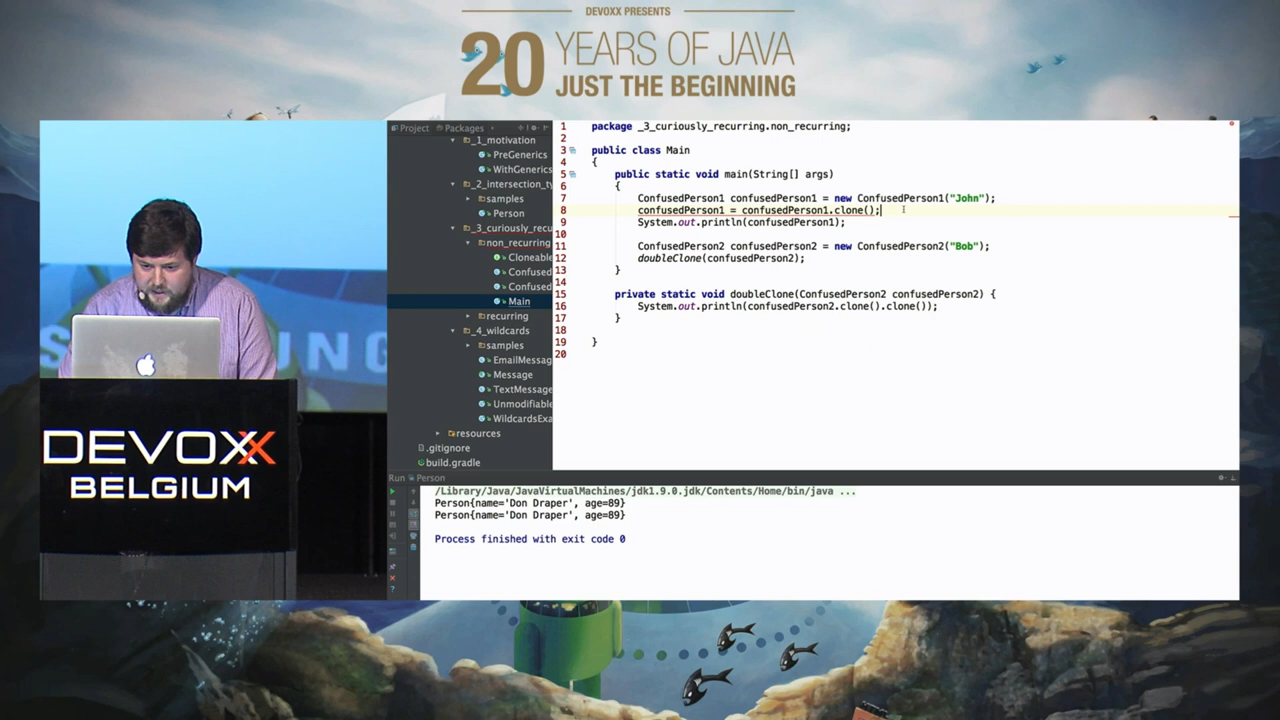 DEVOXX PRESENTS
20 YEARS OF JAVA
JUST THE BEGINNING
DEVOXX
BELGIUM
Project Packages
_1_motivation
PreGenerics
WithGenerics
_2_intersection_ty
samples
Person
_3_curiously_recu
non_recurring
Cloneable
Confused
Confused
Main
recurring
_4_wildcards
samples
EmailMessag
Message
TextMessage
Unmodifiable
WildcardsExa
resources
.gitignore
build.gradle
1 package _3_curiously_recurring.non_recurring;
2
3 public class Main
4 {
5 public static void main(String[] args)
6 {
7 ConfusedPerson1 confusedPerson1 = new ConfusedPerson1("John");
8 confusedPerson1 = confusedPerson1.clone();
9 System.out.println(confusedPerson1);
10
11 ConfusedPerson2 confusedPerson2 = new ConfusedPerson2("Bob");
12 doubleClone(confusedPerson2);
13 }
14
15 private static void doubleClone(ConfusedPerson2 confusedPerson2) {
16 System.out.println(confusedPerson2.clone().clone());
17 }
18
19 }
20
Run Person
/Library/Java/JavaVirtualMachines/jdk1.9.0.jdk/Contents/Home/bin/java ...
Person{name='Don Draper', age=89}
Person{name='Don Draper', age=89}
Process finished with exit code 0